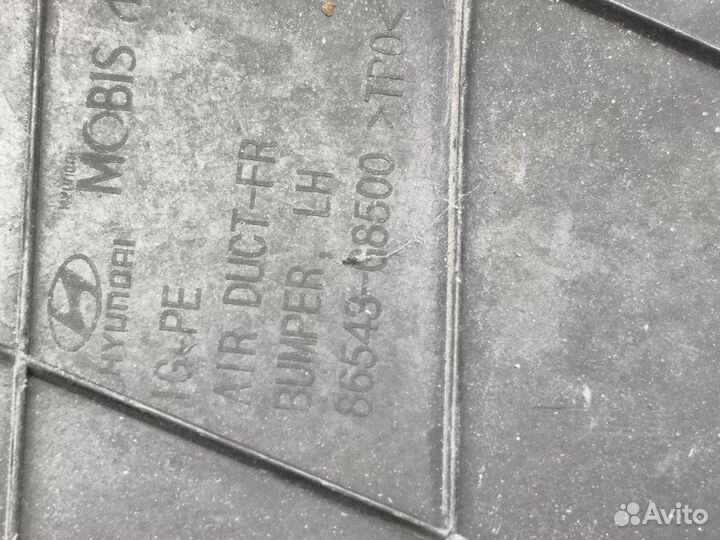 HYUNDAI
MOBIS
HYUNDAI
IG-PE
AIR DUCT-FR
BUMPER, LH
86543-G8500 >TPO<
Avito